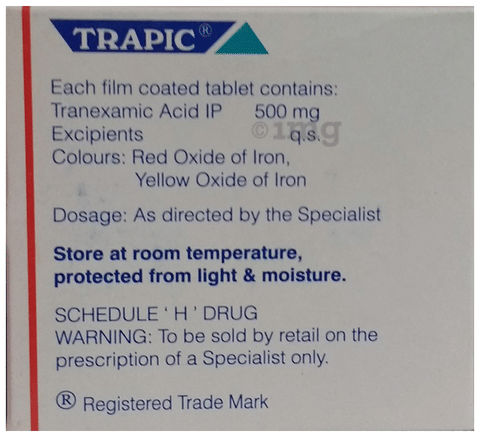 TRAPIC®
Each film coated tablet contains:
Tranexamic Acid IP 500 mg
©1mg
Excipients q.s.
Colours: Red Oxide of Iron,
Yellow Oxide of Iron
Dosage: As directed by the Specialist
Store at room temperature,
protected from light & moisture.
SCHEDULE ' H ' DRUG
WARNING: To be sold by retail on the
prescription of a Specialist only.
® Registered Trade Mark